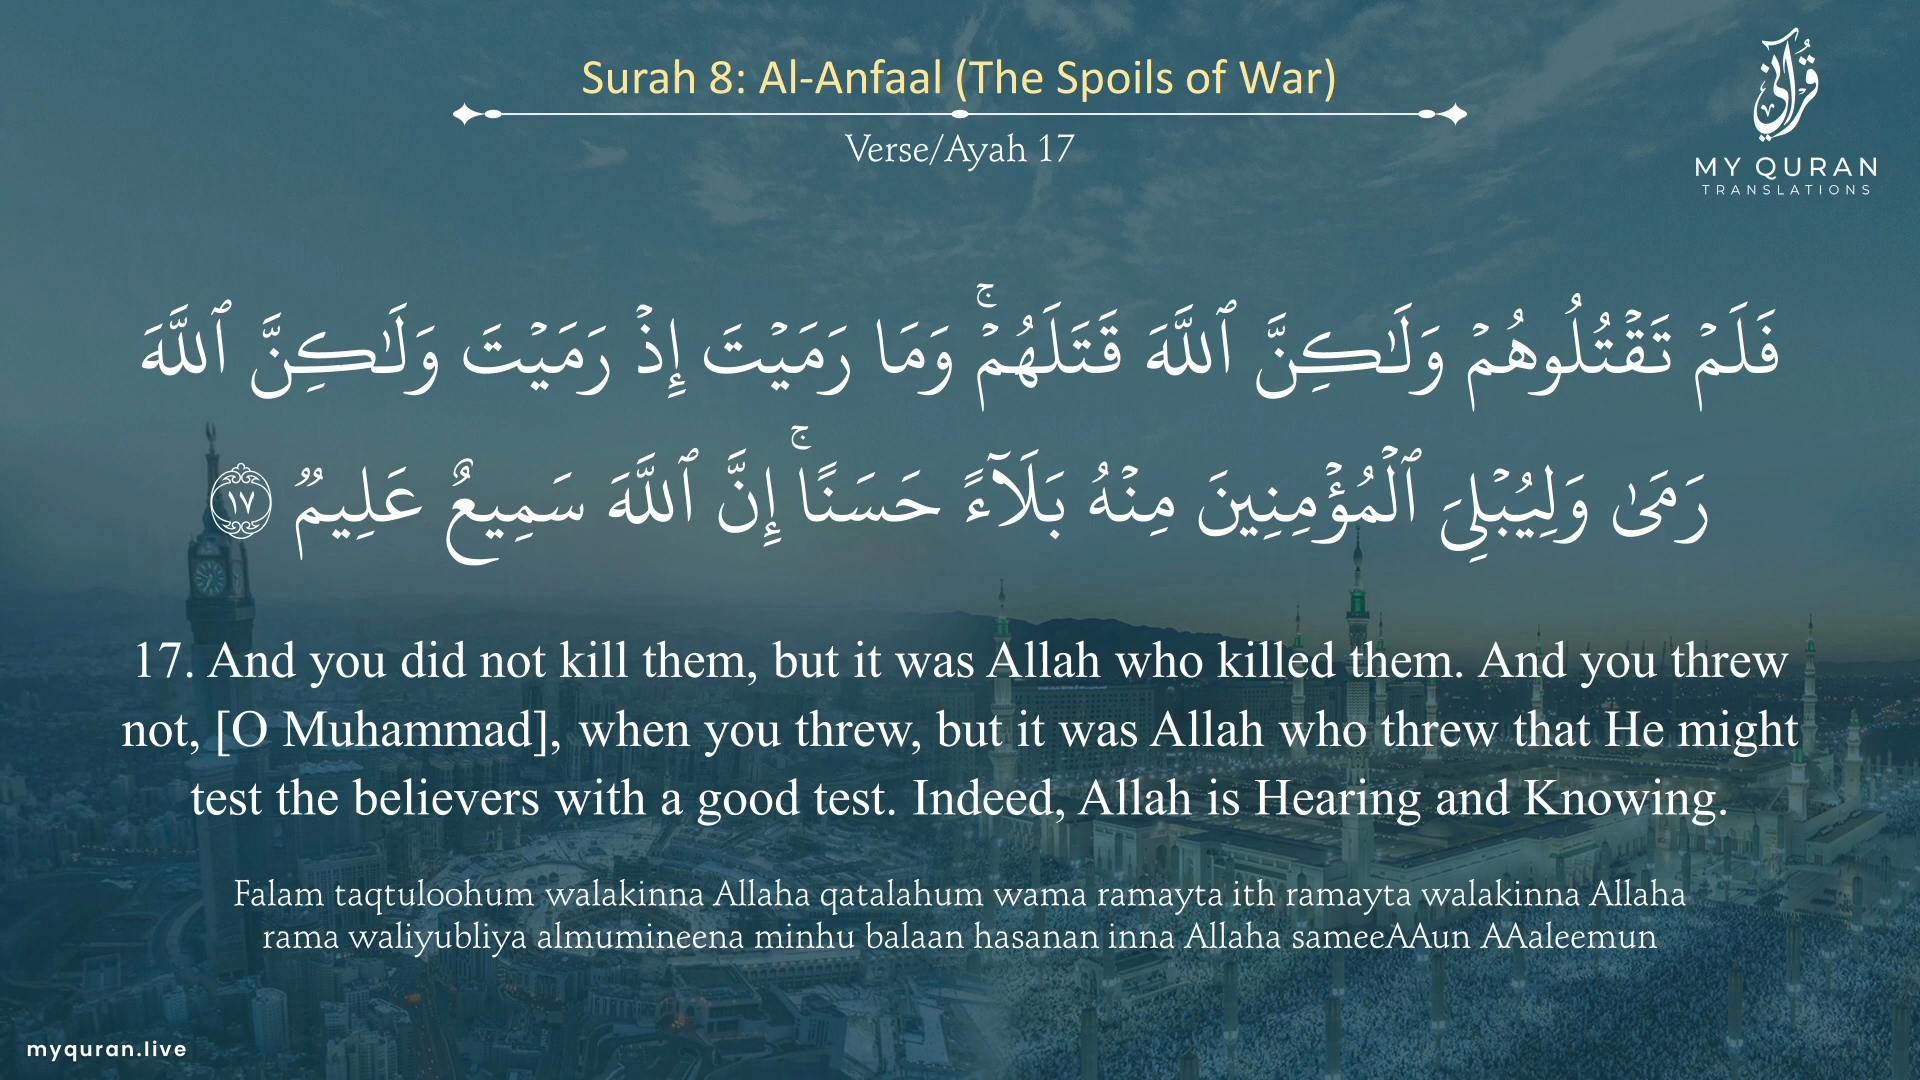 Surah 8: Al-Anfaal (The Spoils of War)
Verse/Ayah 17
قرآني
MY QURAN
TRANSLATIONS
فَلَمْ تَقْتُلُوهُمْ وَلَـٰكِنَّ ٱللَّهَ قَتَلَهُمْ ۚ وَمَا رَمَيْتَ إِذْ رَمَيْتَ وَلَـٰكِنَّ ٱللَّهَ
رَمَىٰ وَلِيُبْلِىَ ٱلْمُؤْمِنِينَ مِنْهُ بَلَآءً حَسَنًا ۚ إِنَّ ٱللَّهَ سَمِيعٌ عَلِيمٌ ١٧
17. And you did not kill them, but it was Allah who killed them. And you threw
not, [O Muhammad], when you threw, but it was Allah who threw that He might
test the believers with a good test. Indeed, Allah is Hearing and Knowing.
Falam taqtuloohum walakinna Allaha qatalahum wama ramayta ith ramayta walakinna Allaha
rama waliyubliya almumineena minhu balaan hasanan inna Allaha sameeAAun AAaleemun
myquran.live